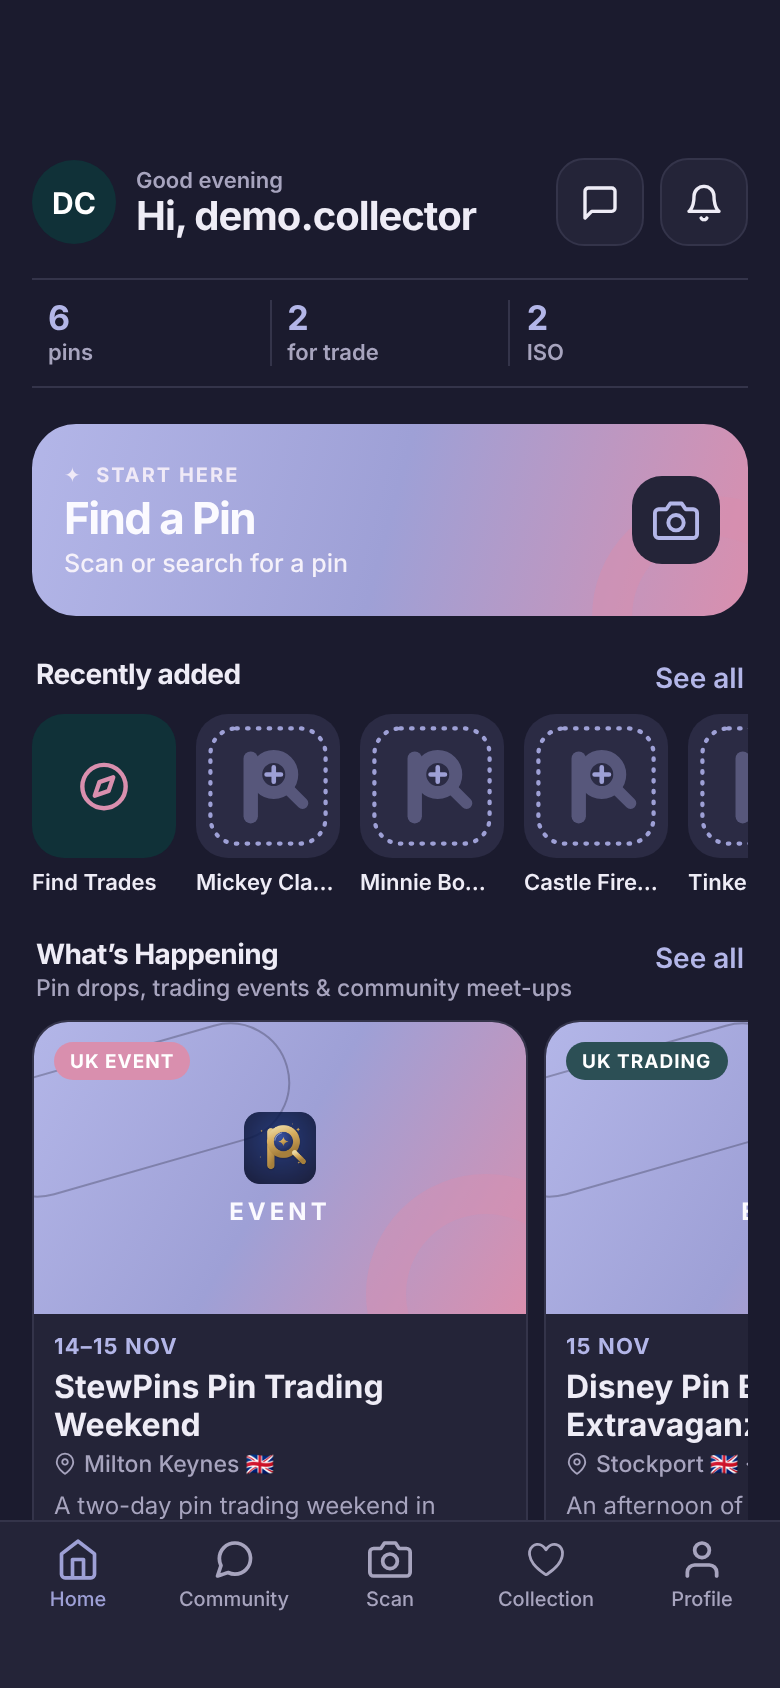 DC
Good evening
Hi, demo.collector
6
pins
2
for trade
2
ISO
START HERE
Find a Pin
Scan or search for a pin
Recently added
See all
Find Trades
Mickey Cla...
Minnie Bo...
Castle Fire...
Tinke
What's Happening
See all
Pin drops, trading events & community meet-ups
UK EVENT
EVENT
14–15 NOV
StewPins Pin Trading
Weekend
Milton Keynes 🇬🇧
A two-day pin trading weekend in
UK TRADING
15 NOV
Disney Pin
Stockport 🇬🇧
An afternoon of
Home
Community
Scan
Collection
Profile